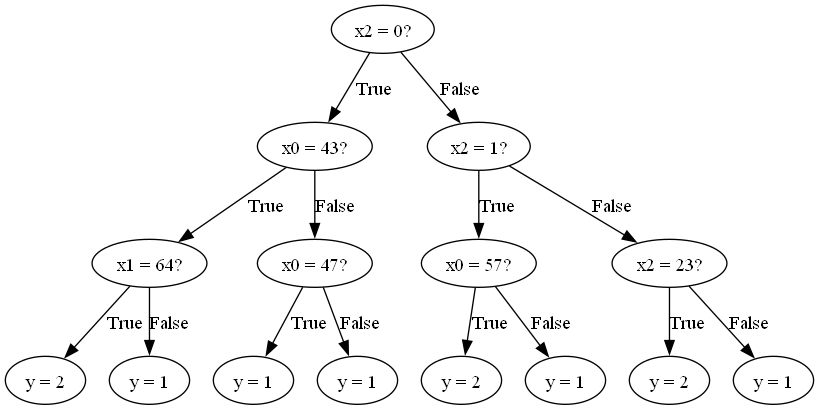 x2 = 0?
True
False
x0 = 43?
x2 = 1?
True
False
True
False
x1 = 64?
x0 = 47?
x0 = 57?
x2 = 23?
True
False
True
False
True
False
True
False
y = 2
y = 1
y = 1
y = 1
y = 2
y = 1
y = 2
y = 1